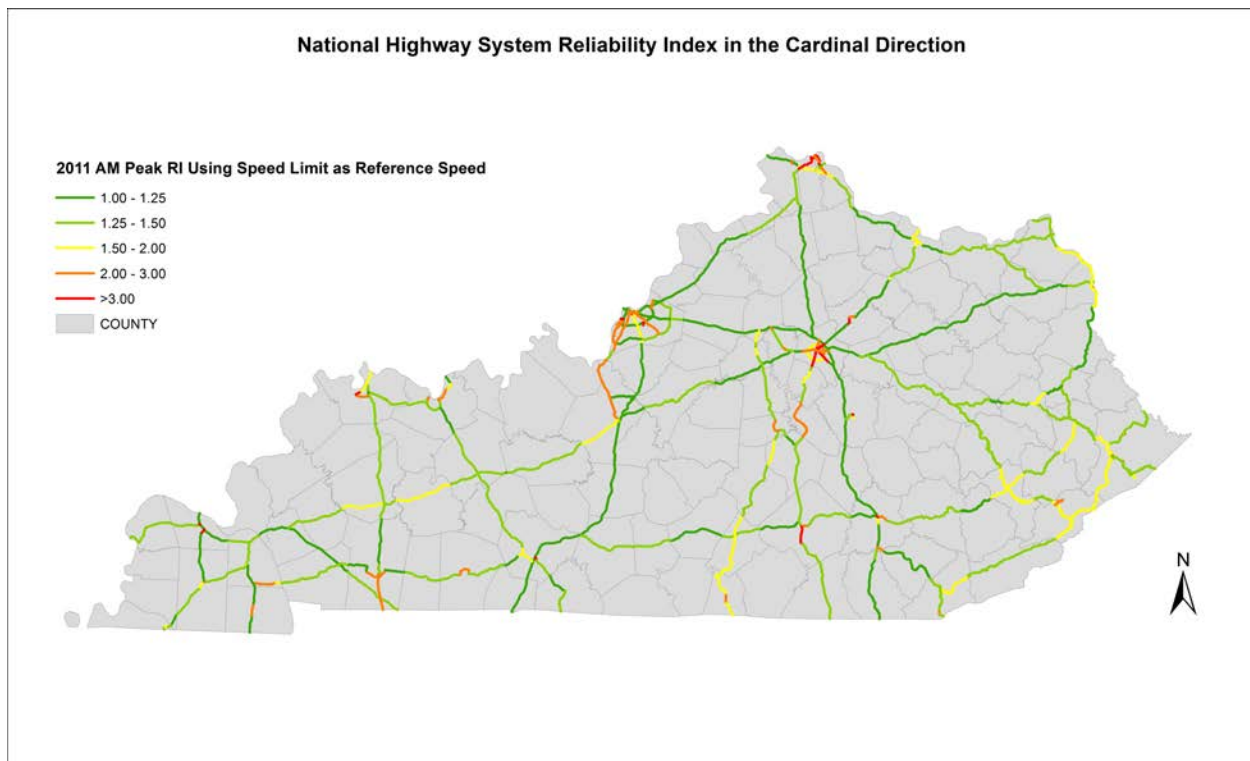 National Highway System Reliability Index in the Cardinal Direction
2011 AM Peak RI Using Speed Limit as Reference Speed
1.00 - 1.25
1.25 - 1.50
1.50 - 2.00
2.00 - 3.00
>3.00
COUNTY
N